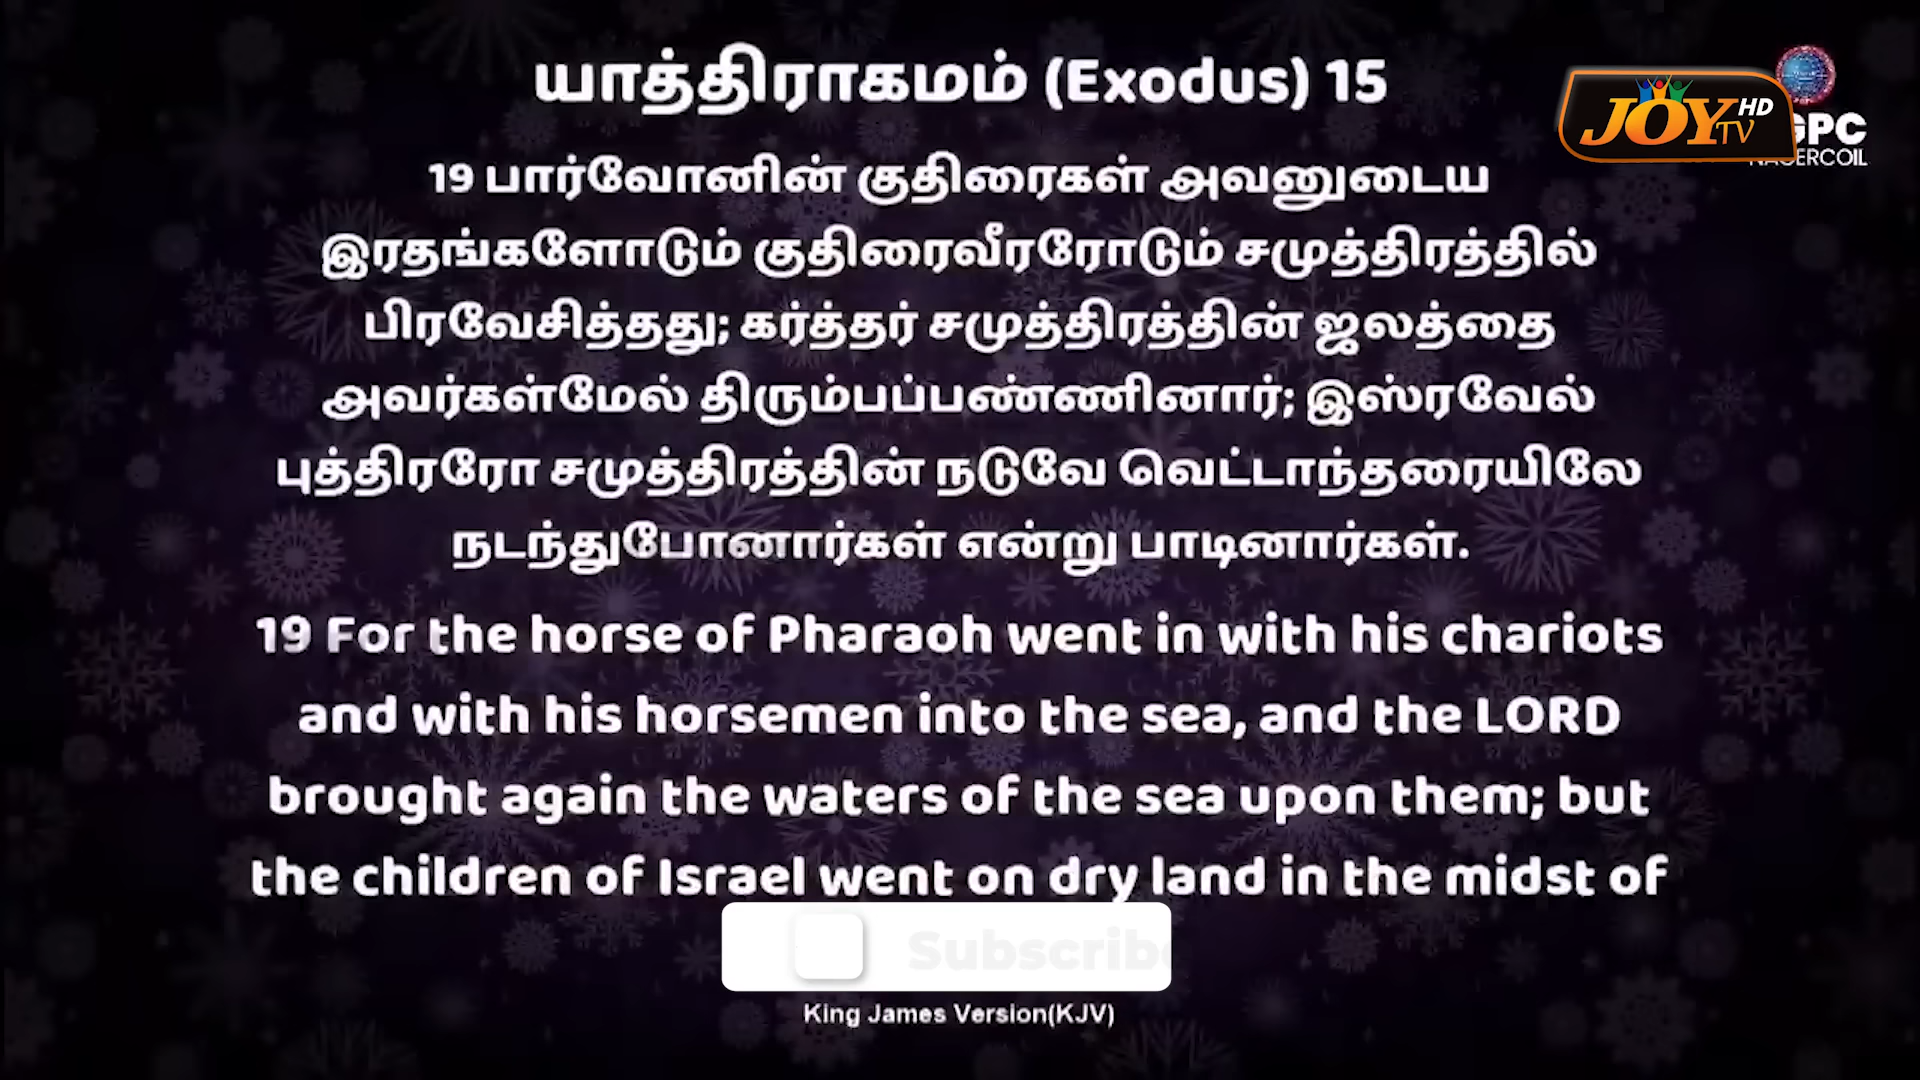 யாத்திராகமம் (Exodus) 15
JOY TV HD
GPC
NAGERCOIL
19 பார்வோனின் குதிரைகள் அவனுடைய
இரதங்களோடும் குதிரைவீரரோடும் சமுத்திரத்தில்
பிரவேசித்தது; கர்த்தர் சமுத்திரத்தின் ஜலத்தை
அவர்கள்மேல் திரும்பப்பண்ணினார்; இஸ்ரவேல்
புத்திரரோ சமுத்திரத்தின் நடுவே வெட்டாந்தரையிலே
நடந்துபோனார்கள் என்று பாடினார்கள்.
19 For the horse of Pharaoh went in with his chariots
and with his horsemen into the sea, and the LORD
brought again the waters of the sea upon them; but
the children of Israel went on dry land in the midst of
Subscribe
King James Version(KJV)